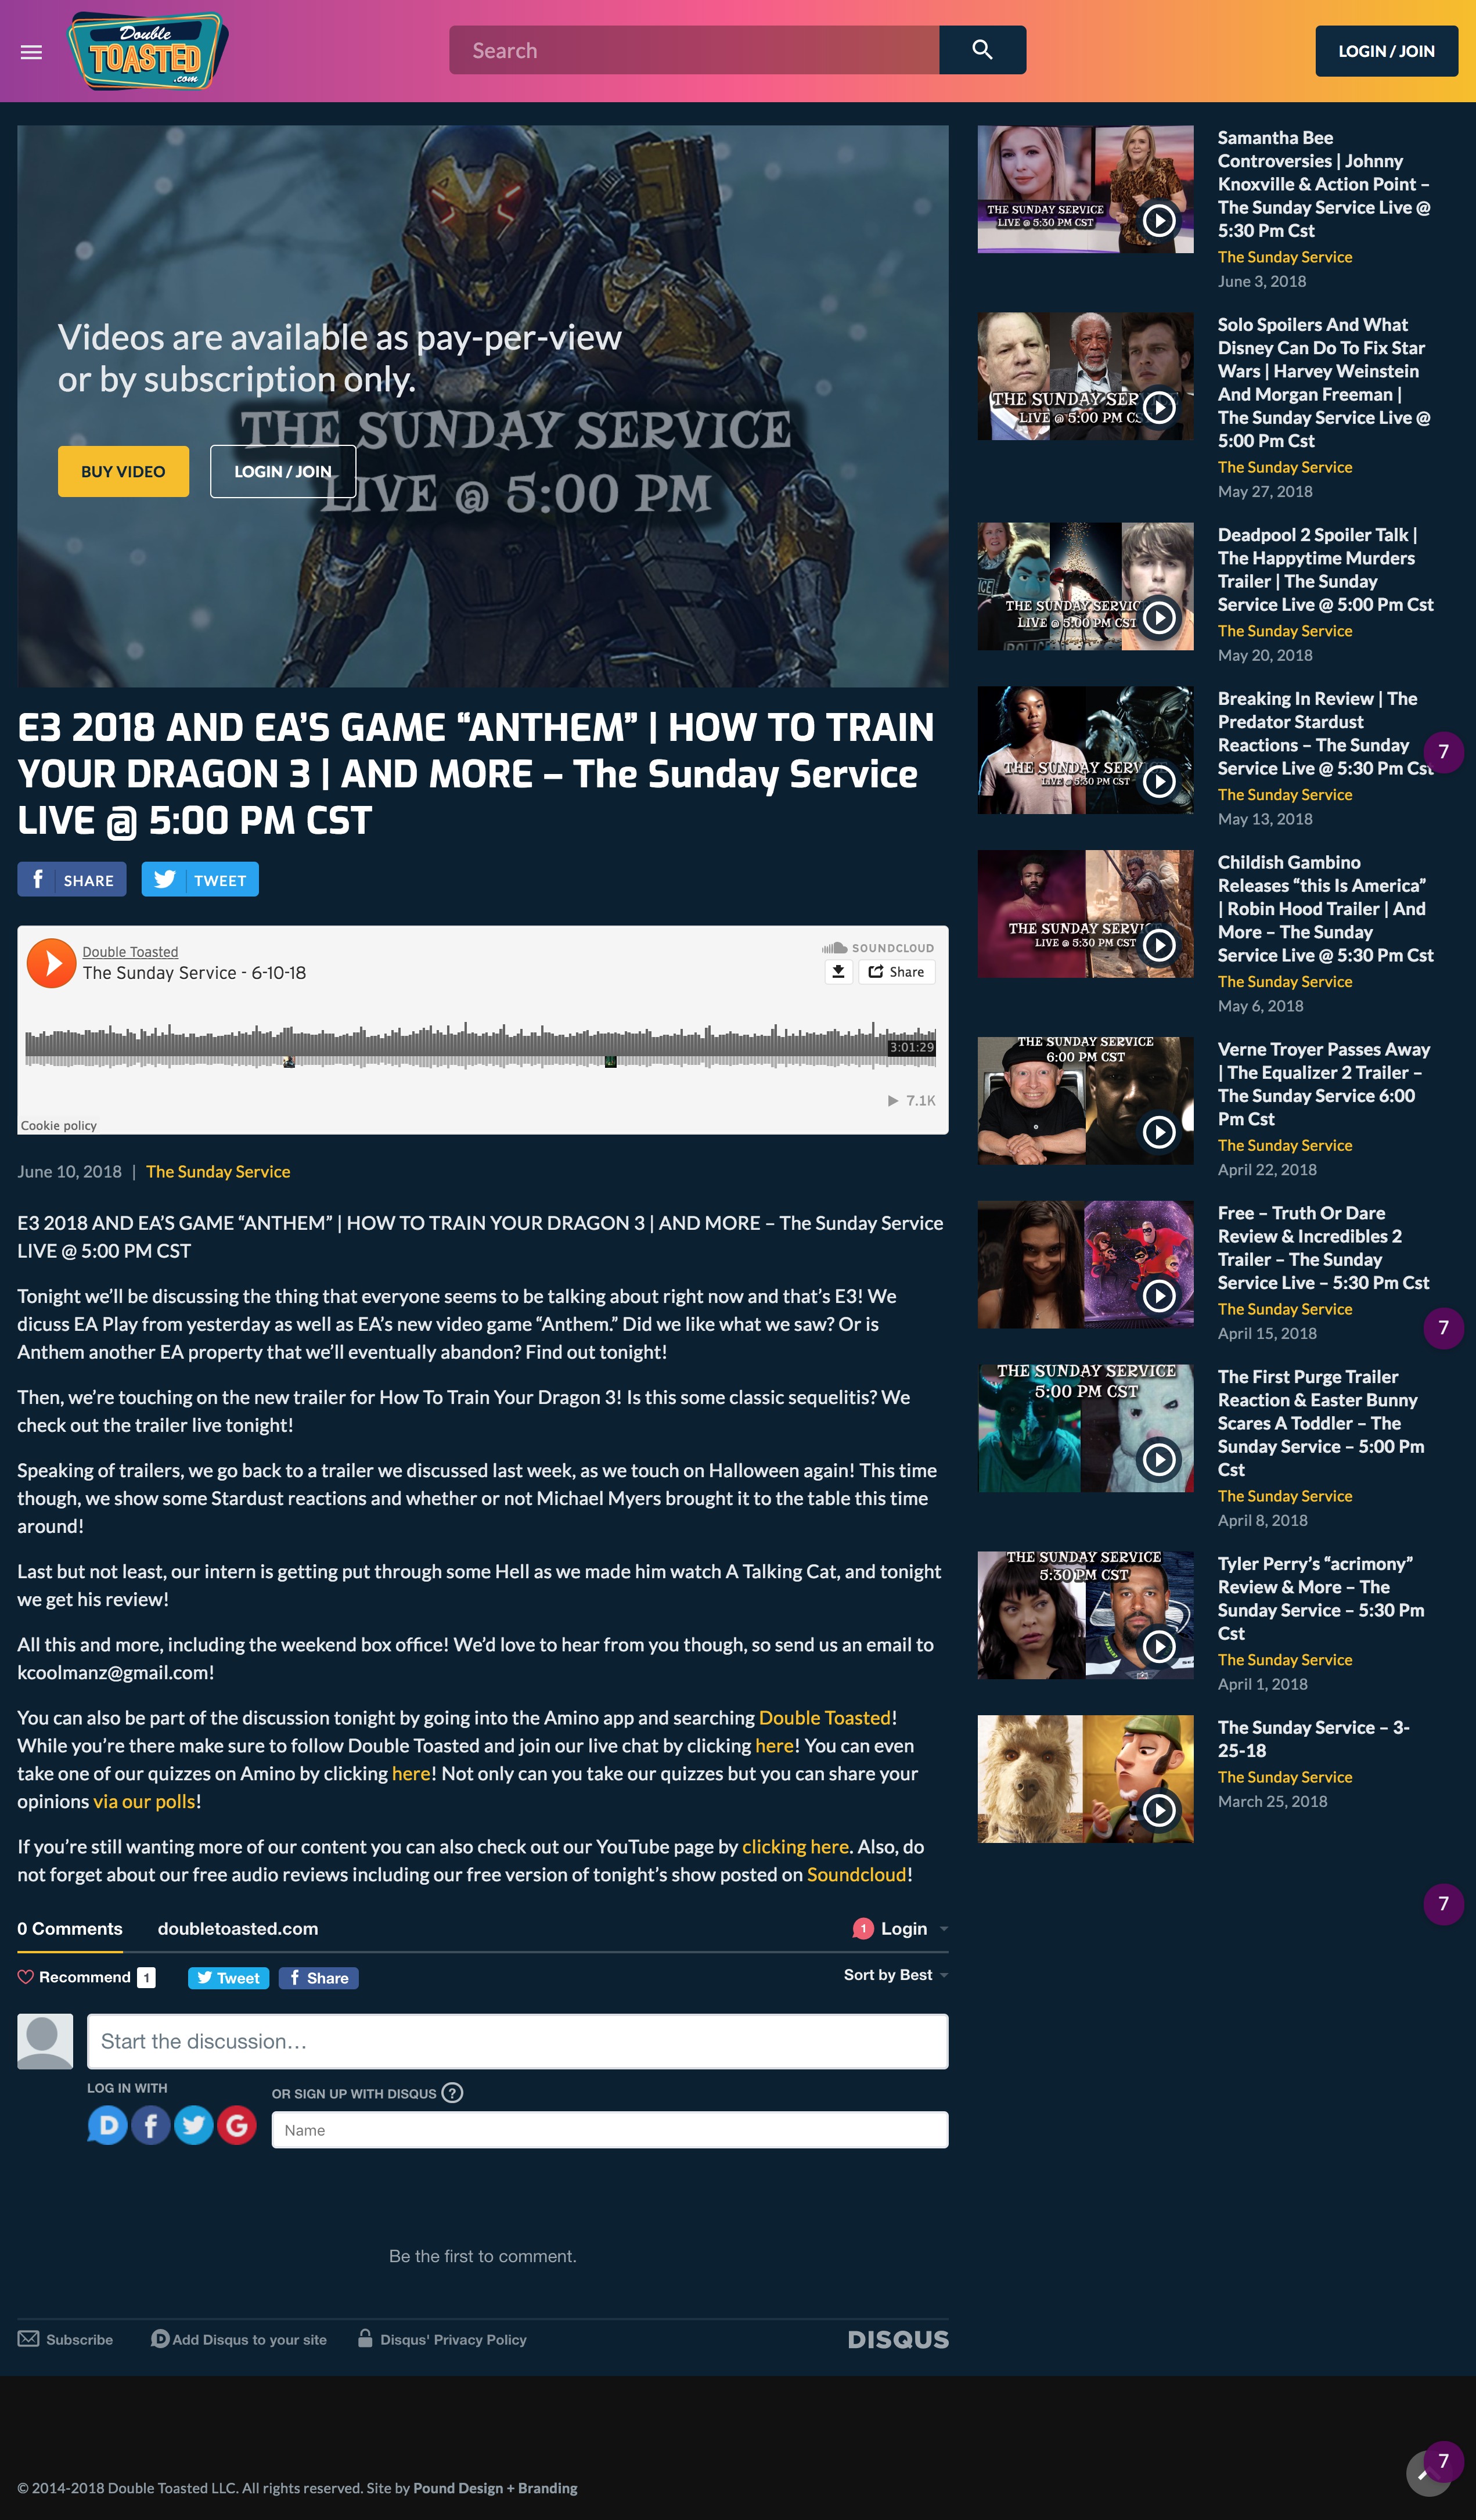 Double
TOASTED
.com
Search
LOGIN / JOIN
Videos are available as pay-per-view
or by subscription only.
THE SUNDAY SERVICE
LIVE @ 5:00 PM
BUY VIDEO
LOGIN / JOIN
E3 2018 AND EA’S GAME “ANTHEM” | HOW TO TRAIN
YOUR DRAGON 3 | AND MORE – The Sunday Service
LIVE @ 5:00 PM CST
SHARE
TWEET
Double Toasted
The Sunday Service - 6-10-18
SOUNDCLOUD
Share
3:01:29
7.1K
Cookie policy
June 10, 2018 | The Sunday Service
E3 2018 AND EA’S GAME “ANTHEM” | HOW TO TRAIN YOUR DRAGON 3 | AND MORE – The Sunday Service
LIVE @ 5:00 PM CST
Tonight we’ll be discussing the thing that everyone seems to be talking about right now and that’s E3! We
dicuss EA Play from yesterday as well as EA’s new video game “Anthem.” Did we like what we saw? Or is
Anthem another EA property that we’ll eventually abandon? Find out tonight!
Then, we’re touching on the new trailer for How To Train Your Dragon 3! Is this some classic sequelitis? We
check out the trailer live tonight!
Speaking of trailers, we go back to a trailer we discussed last week, as we touch on Halloween again! This time
though, we show some Stardust reactions and whether or not Michael Myers brought it to the table this time
around!
Last but not least, our intern is getting put through some Hell as we made him watch A Talking Cat, and tonight
we get his review!
All this and more, including the weekend box office! We’d love to hear from you though, so send us an email to
kcoolmanz@gmail.com!
You can also be part of the discussion tonight by going into the Amino app and searching Double Toasted!
While you’re there make sure to follow Double Toasted and join our live chat by clicking here! You can even
take one of our quizzes on Amino by clicking here! Not only can you take our quizzes but you can share your
opinions via our polls!
If you’re still wanting more of our content you can also check out our YouTube page by clicking here. Also, do
not forget about our free audio reviews including our free version of tonight’s show posted on Soundcloud!
0 Comments
doubletoasted.com
1
Login
Recommend 1
Tweet
Share
Sort by Best
Start the discussion…
LOG IN WITH
OR SIGN UP WITH DISQUS ?
D
f
G
Name
Be the first to comment.
Subscribe
Add Disqus to your site
Disqus' Privacy Policy
DISQUS
THE SUNDAY SERVICE
LIVE @ 5:30 PM CST
Samantha Bee
Controversies | Johnny
Knoxville & Action Point –
The Sunday Service Live @
5:30 Pm Cst
The Sunday Service
June 3, 2018
THE SUNDAY SER
LIVE @ 5:00 PM CS
Solo Spoilers And What
Disney Can Do To Fix Star
Wars | Harvey Weinstein
And Morgan Freeman |
The Sunday Service Live @
5:00 Pm Cst
The Sunday Service
May 27, 2018
THE SUNDAY SERVIC
LIVE @ 5:00 PM CST
Deadpool 2 Spoiler Talk |
The Happytime Murders
Trailer | The Sunday
Service Live @ 5:00 Pm Cst
The Sunday Service
May 20, 2018
THE SUNDAY SERV
LIVE @ 5:30 PM CST
Breaking In Review | The
Predator Stardust
Reactions – The Sunday
Service Live @ 5:30 Pm Cst
The Sunday Service
May 13, 2018
7
THE SUNDAY SERVIC
LIVE @ 5:30 PM CST
Childish Gambino
Releases “this Is America”
| Robin Hood Trailer | And
More – The Sunday
Service Live @ 5:30 Pm Cst
The Sunday Service
May 6, 2018
THE SUNDAY SERVICE
6:00 PM CST
Verne Troyer Passes Away
| The Equalizer 2 Trailer –
The Sunday Service 6:00
Pm Cst
The Sunday Service
April 22, 2018
Free – Truth Or Dare
Review & Incredibles 2
Trailer – The Sunday
Service Live – 5:30 Pm Cst
The Sunday Service
April 15, 2018
7
THE SUNDAY SERVICE
5:00 PM CST
The First Purge Trailer
Reaction & Easter Bunny
Scares A Toddler – The
Sunday Service – 5:00 Pm
Cst
The Sunday Service
April 8, 2018
THE SUNDAY SERVICE
5:30 PM CST
Tyler Perry’s “acrimony”
Review & More – The
Sunday Service – 5:30 Pm
Cst
The Sunday Service
April 1, 2018
The Sunday Service – 3-
25-18
The Sunday Service
March 25, 2018
7
© 2014-2018 Double Toasted LLC. All rights reserved. Site by Pound Design + Branding
7